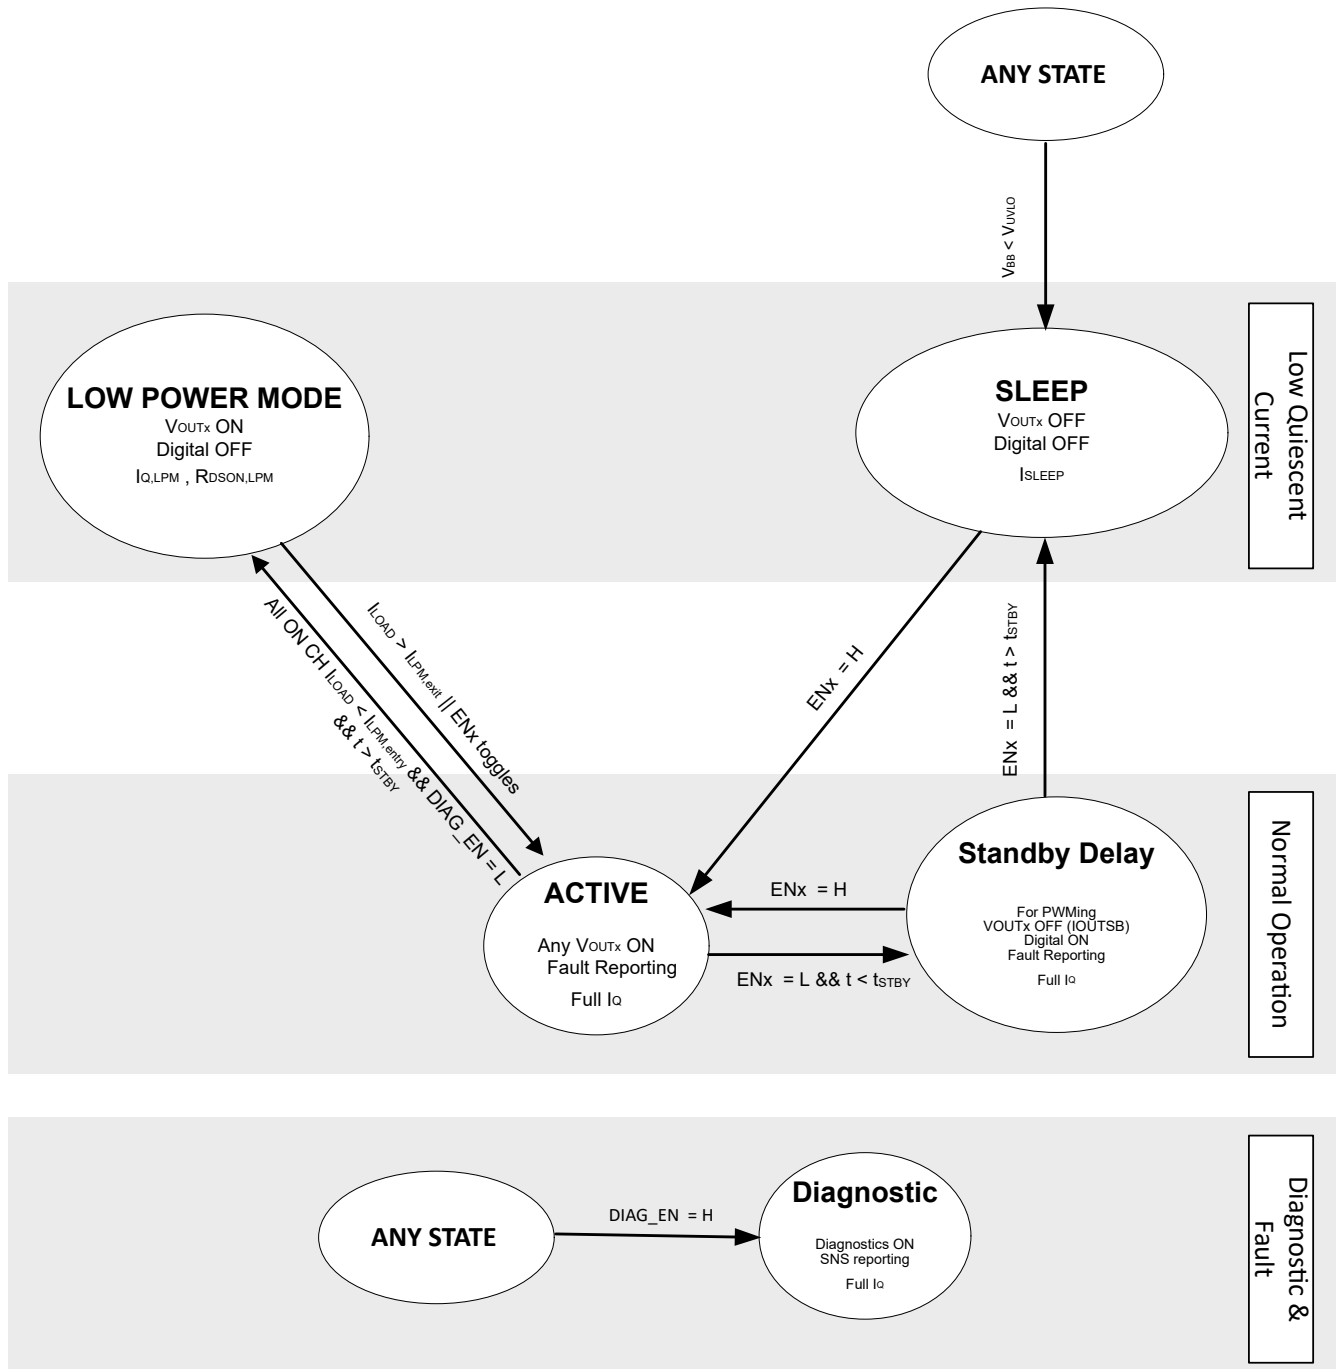 ANY STATE
VBB < VUVLO
LOW POWER MODE
VOUTx ON
Digital OFF
IQ,LPM , RDSON,LPM
SLEEP
VOUTx OFF
Digital OFF
ISLEEP
Low Quiescent
Current
ILOAD > ILPM,exit || ENx toggles
All ON CH ILOAD < ILPM,entry && DIAG_EN = L
&& t > tSTBY
ENx = H
ENx = L && t > tSTBY
ACTIVE
Any VOUTx ON
Fault Reporting
Full IQ
ENx = H
ENx = L && t < tSTBY
Standby Delay
For PWMing
VOUTx OFF (IOUTSB)
Digital ON
Fault Reporting
Full IQ
Normal Operation
ANY STATE
DIAG_EN = H
Diagnostic
Diagnostics ON
SNS reporting
Full IQ
Diagnostic &
Fault